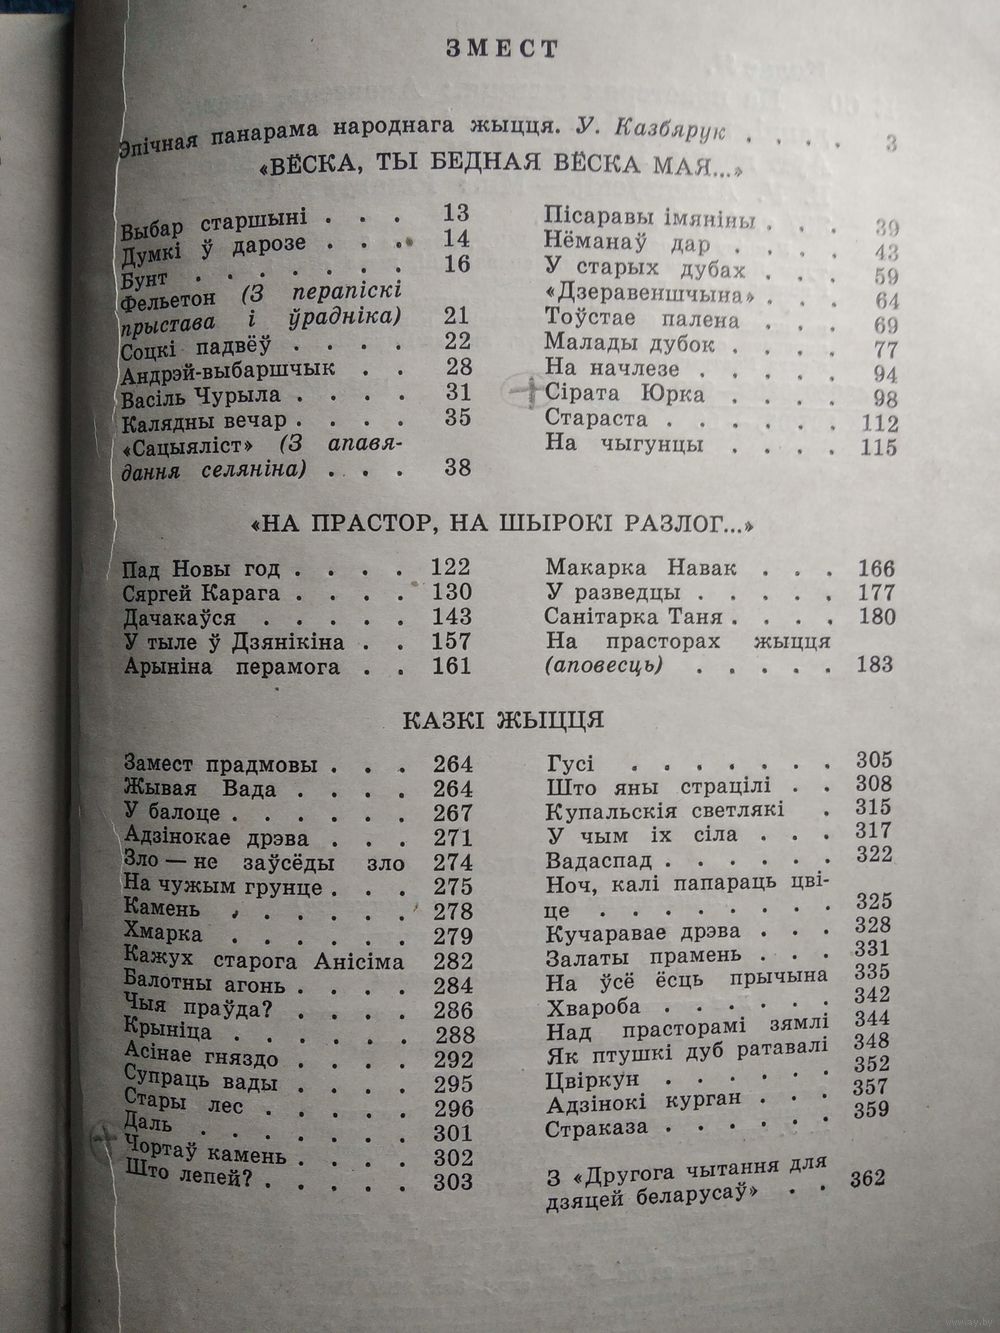 ЗМЕСТ
Эпічная панарама народнага жыцця. У. Казбярук . . . . 3
«ВЁСКА, ТЫ БЕДНАЯ ВЁСКА МАЯ...»
Выбар старшыні . . . 13
Думкі ў дарозе . . . . 14
Бунт . . . . . . . 16
Фельетон (З перапіскі
прыстава і ўрадніка) 21
Соцкі падвёў . . . . 22
Андрэй-выбаршчык . . 28
Васіль Чурыла . . . . 31
Калядны вечар . . . . 35
«Сацыяліст» (З апавя-
дання селяніна) . . . 38
Пісаравы імяніны . . . 39
Нёманаў дар . . . . 43
У старых дубах . . . 59
«Дзеравеншчына» . . . 64
Тоўстае палена . . . 69
Малады дубок . . . . 77
На начлезе . . . . . 94
Сірата Юрка . . . . 98
Стараста . . . . . . 112
На чыгунцы . . . . 115
«НА ПРАСТОР, НА ШЫРОКІ РАЗЛОГ...»
Пад Новы год . . . . 122
Сяргей Карага . . . . 130
Дачакаўся . . . . . 143
У тыле ў Дзянікіна . . 157
Арыніна перамога . . 161
Макарка Навак . . . 166
У разведцы . . . . . 177
Санітарка Таня . . . . 180
На прасторах жыцця
(аповесць) . . . . . 183
КАЗКІ ЖЫЦЦЯ
Замест прадмовы . . . 264
Жывая Вада . . . . 264
У балоце . . . . . . 267
Адзінокае дрэва . . . 271
Зло — не заўсёды зло 274
На чужым грунце . . . 275
Камень . . . . . . 278
Хмарка . . . . . . 279
Кажух старога Анісіма 282
Балотны агонь . . . . 284
Чыя праўда? . . . . 286
Крыніца . . . . . . 288
Асінае гняздо . . . . 292
Супраць вады . . . . 295
Стары лес . . . . . 296
Даль . . . . . . . 301
Чортаў камень . . . . 302
Што лепей? . . . . . 303
Гусі . . . . . . . 305
Што яны страцілі . . 308
Купальскія светлякі . 315
У чым іх сіла . . . 317
Вадаспад . . . . . . 322
Ноч, калі папараць цві-
це . . . . . . . . 325
Кучаравае дрэва . . . 328
Залаты прамень . . . 331
На ўсё ёсць прычына 335
Хвароба . . . . . . 342
Над прасторамі зямлі 344
Як птушкі дуб ратавалі 348
Цвіркун . . . . . . 352
Адзінокі курган . . . 357
Страказа . . . . . . 359
З «Другога чытання для
дзяцей беларусаў» . . 362
www.ay.by